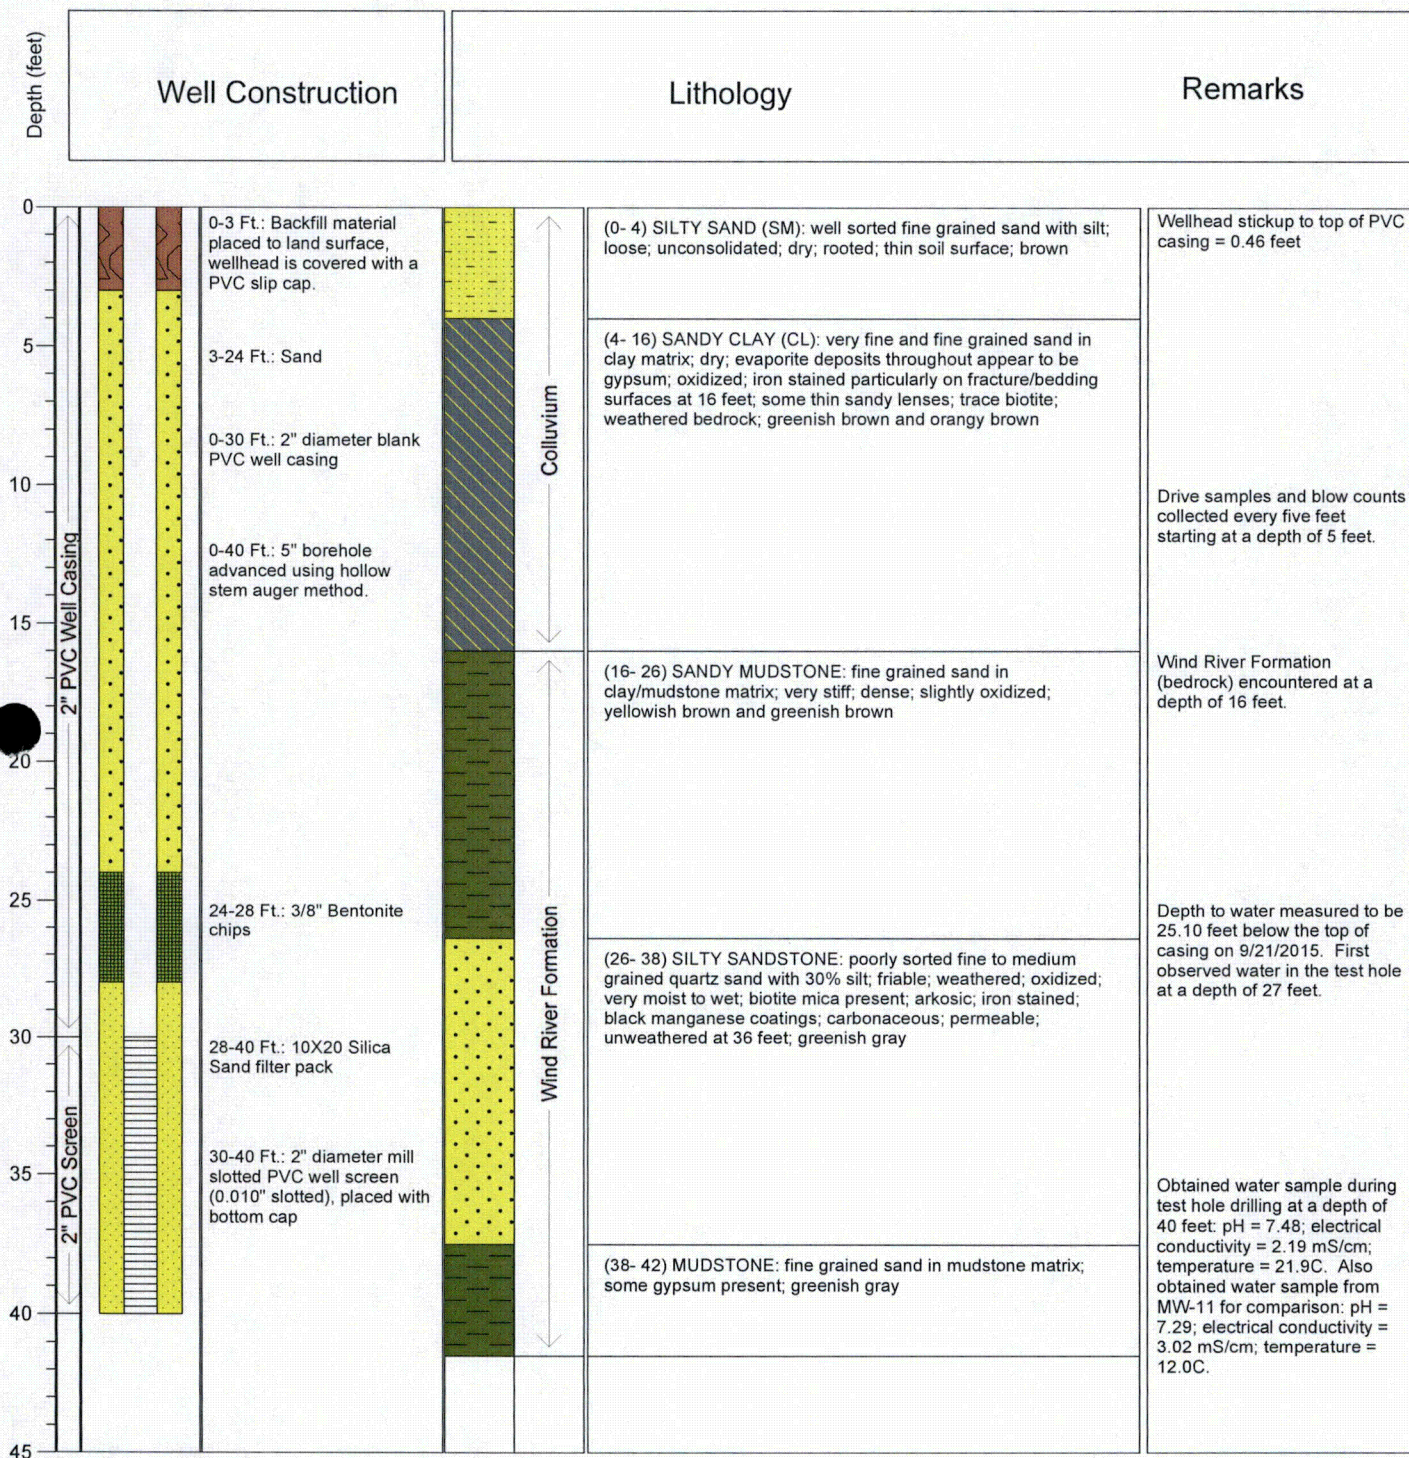 Depth (feet)
Well Construction
Lithology
Remarks
0
5
10
15
20
25
30
35
40
45
2" PVC Well Casing
2" PVC Screen
0-3 Ft.: Backfill material
placed to land surface,
wellhead is covered with a
PVC slip cap.
3-24 Ft.: Sand
0-30 Ft.: 2" diameter blank
PVC well casing
0-40 Ft.: 5" borehole
advanced using hollow
stem auger method.
24-28 Ft.: 3/8" Bentonite
chips
28-40 Ft.: 10X20 Silica
Sand filter pack
30-40 Ft.: 2" diameter mill
slotted PVC well screen
(0.010" slotted), placed with
bottom cap
Colluvium
Wind River Formation
(0- 4) SILTY SAND (SM): well sorted fine grained sand with silt;
loose; unconsolidated; dry; rooted; thin soil surface; brown
(4- 16) SANDY CLAY (CL): very fine and fine grained sand in
clay matrix; dry; evaporite deposits throughout appear to be
gypsum; oxidized; iron stained particularly on fracture/bedding
surfaces at 16 feet; some thin sandy lenses; trace biotite;
weathered bedrock; greenish brown and orangy brown
(16- 26) SANDY MUDSTONE: fine grained sand in
clay/mudstone matrix; very stiff; dense; slightly oxidized;
yellowish brown and greenish brown
(26- 38) SILTY SANDSTONE: poorly sorted fine to medium
grained quartz sand with 30% silt; friable; weathered; oxidized;
very moist to wet; biotite mica present; arkosic; iron stained;
black manganese coatings; carbonaceous; permeable;
unweathered at 36 feet; greenish gray
(38- 42) MUDSTONE: fine grained sand in mudstone matrix;
some gypsum present; greenish gray
Wellhead stickup to top of PVC
casing = 0.46 feet
Drive samples and blow counts
collected every five feet
starting at a depth of 5 feet.
Wind River Formation
(bedrock) encountered at a
depth of 16 feet.
Depth to water measured to be
25.10 feet below the top of
casing on 9/21/2015.  First
observed water in the test hole
at a depth of 27 feet.
Obtained water sample during
test hole drilling at a depth of
40 feet: pH = 7.48; electrical
conductivity = 2.19 mS/cm;
temperature = 21.9C.  Also
obtained water sample from
MW-11 for comparison: pH =
7.29; electrical conductivity =
3.02 mS/cm; temperature =
12.0C.